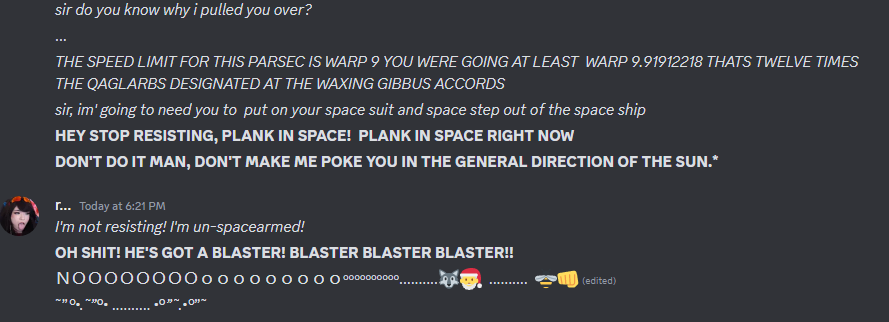 sir do you know why i pulled you over?
...
THE SPEED LIMIT FOR THIS PARSEC IS WARP 9 YOU WERE GOING AT LEAST  WARP 9.91912218 THATS TWELVE TIMES
THE QAGLARBS DESIGNATED AT THE WAXING GIBBUS ACCORDS
sir, im' going to need you to  put on your space suit and space step out of the space ship
HEY STOP RESISTING, PLANK IN SPACE!  PLANK IN SPACE RIGHT NOW
DON'T DO IT MAN, DON'T MAKE ME POKE YOU IN THE GENERAL DIRECTION OF THE SUN.*
r... Today at 6:21 PM
I'm not resisting! I'm un-spacearmed!
OH SHIT! HE'S GOT A BLASTER! BLASTER BLASTER BLASTER!!
ＮＯＯＯＯＯＯＯＯｏｏｏｏｏｏｏｏｏºººººººººº..........🐺🎅 .......... 🐝👊 (edited)
˜”º•.˜”º• .......... •º”˜.•º”˜